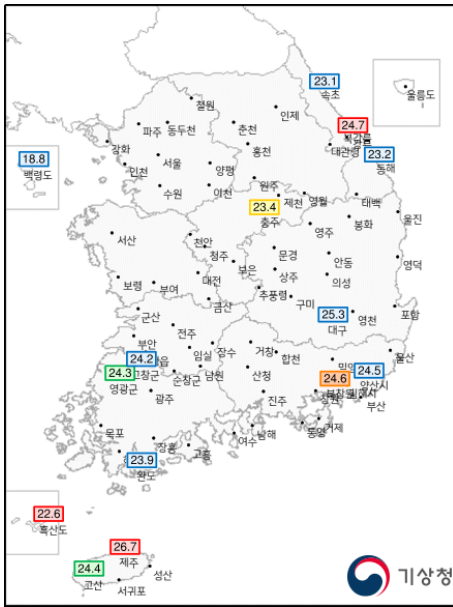 23.1
속초
울릉도
철원
인제
24.7
북강릉
파주
동두천
춘천
강화
홍천
대관령
23.2
동해
18.8
백령도
인천
서울
양평
수원
이천
원주
23.4
충주
제천
영월
태백
봉화
울진
서산
천안
청주
영주
문경
안동
영덕
보은
상주
의성
보령
부여
대전
추풍령
구미
금산
군산
25.3
대구
영천
포항
전주
부안
24.2
임실
장수
거창
합천
울산
24.3
고창군
영광군
순창군
남원
산청
24.6
24.5
양산시
광주
진주
부산
목포
장흥
고흥
여수
남해
통영
거제
23.9
완도
22.6
흑산도
26.7
제주
24.4
고산
성산
서귀포
기상청